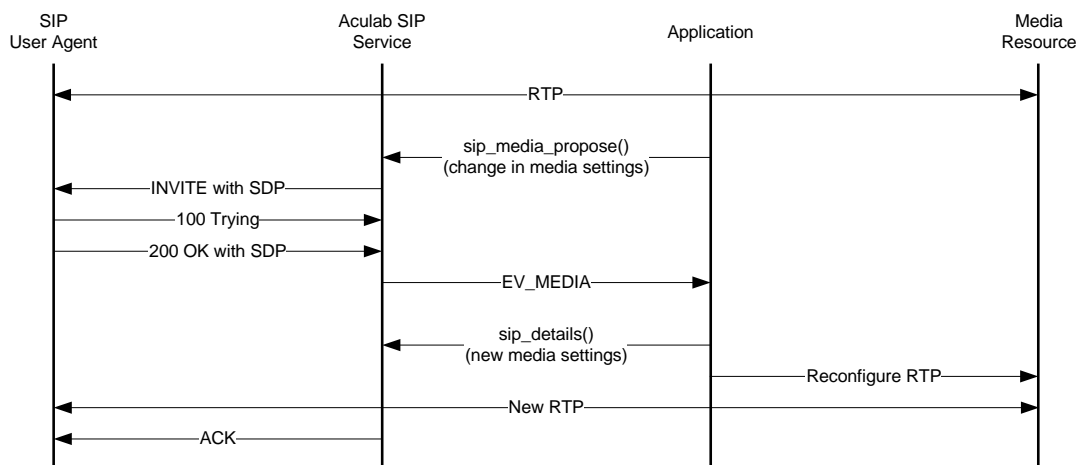 SIP
User Agent
Aculab SIP
Service
Application
Media
Resource
RTP
sip_media_propose()
(change in media settings)
INVITE with SDP
100 Trying
200 OK with SDP
EV_MEDIA
sip_details()
(new media settings)
Reconfigure RTP
New RTP
ACK